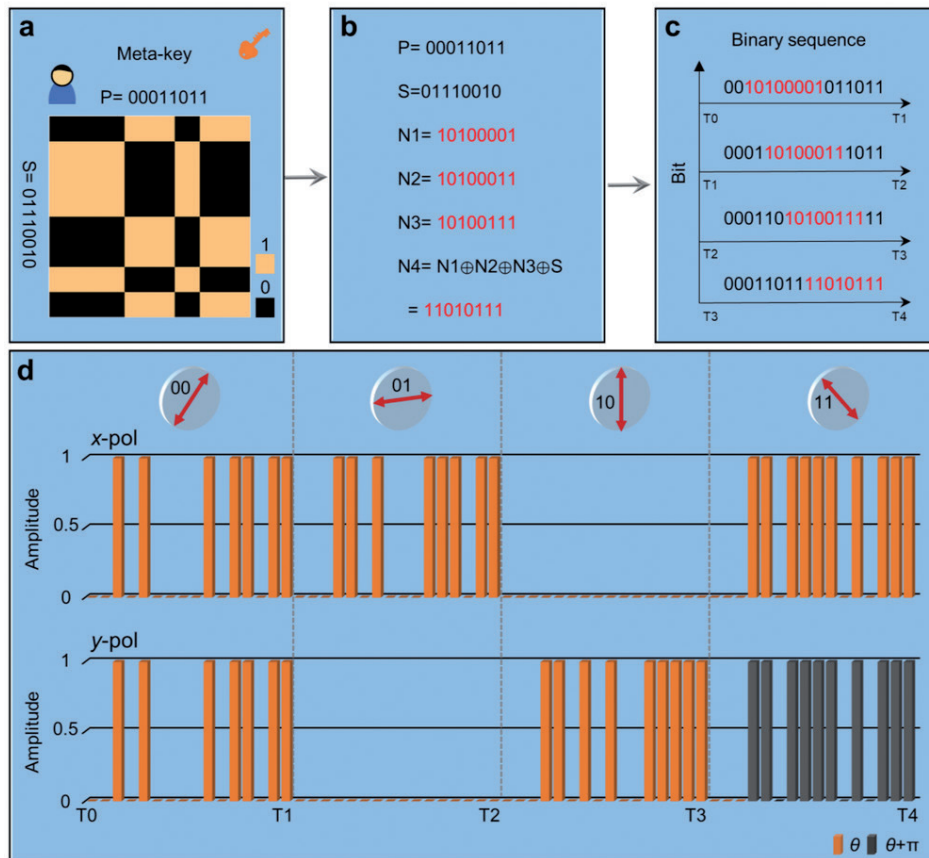 a
Meta-key
P= 00011011
S= 01110010
1
0
b
P= 00011011
S=01110010
N1= 10100001
N2= 10100011
N3= 10100111
N4= N1⊕N2⊕N3⊕S
= 11010111
c
Binary sequence
Bit
0010100001011011
T0 T1
0001101000111011
T1 T2
0001101010011111
T2 T3
0001101111010111
T3 T4
d
00 01 10 11
x-pol
1
0.5
0
Amplitude
y-pol
1
0.5
0
Amplitude
T0 T1 T2 T3 T4
θ θ+π